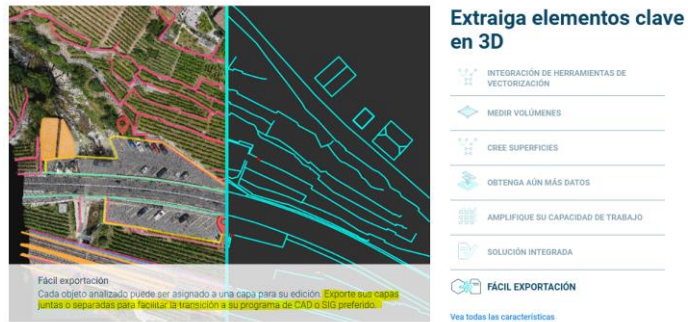 Extraiga elementos clave
en 3D
INTEGRACIÓN DE HERRAMIENTAS DE
VECTORIZACIÓN
MEDIR VOLÚMENES
CREE SUPERFICIES
OBTENGA AÚN MÁS DATOS
AMPLIFIQUE SU CAPACIDAD DE TRABAJO
SOLUCIÓN INTEGRADA
FÁCIL EXPORTACIÓN
Vea todas las características
Fácil exportación
Cada objeto analizado puede ser asignado a una capa para su edición. Exporte sus capas
juntas o separadas para facilitar la transición a su programa de CAD o SIG preferido.